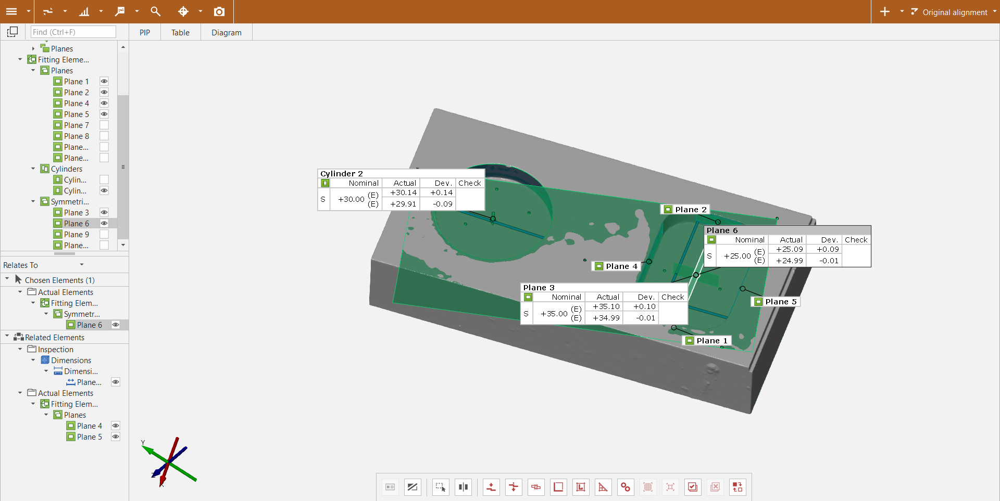 Original alignment
Find (Ctrl+F)
PIP
Table
Diagram
Planes
Fitting Eleme...
Planes
Plane 1
Plane 2
Plane 4
Plane 5
Plane 7
Plane 8
Plane...
Plane...
Cylinders
Cylin...
Cylin...
Symmetri...
Plane 3
Plane 6
Plane 9
Plane...
Relates To
Chosen Elements (1)
Actual Elements
Fitting Elem...
Symmetr...
Plane 6
Related Elements
Inspection
Dimensions
Dimensi...
Plane...
Actual Elements
Fitting Elem...
Planes
Plane 4
Plane 5
Cylinder 2
Nominal Actual Dev. Check
S +30.00 (E) +30.14 +0.14
(E) +29.91 -0.09
Plane 2
Plane 6
Nominal Actual Dev. Check
S +25.00 (E) +25.09 +0.09
(E) +24.99 -0.01
Plane 4
Plane 3
Nominal Actual Dev. Check
S +35.00 (E) +35.10 +0.10
(E) +34.99 -0.01
Plane 5
Plane 1
Y
Z
X